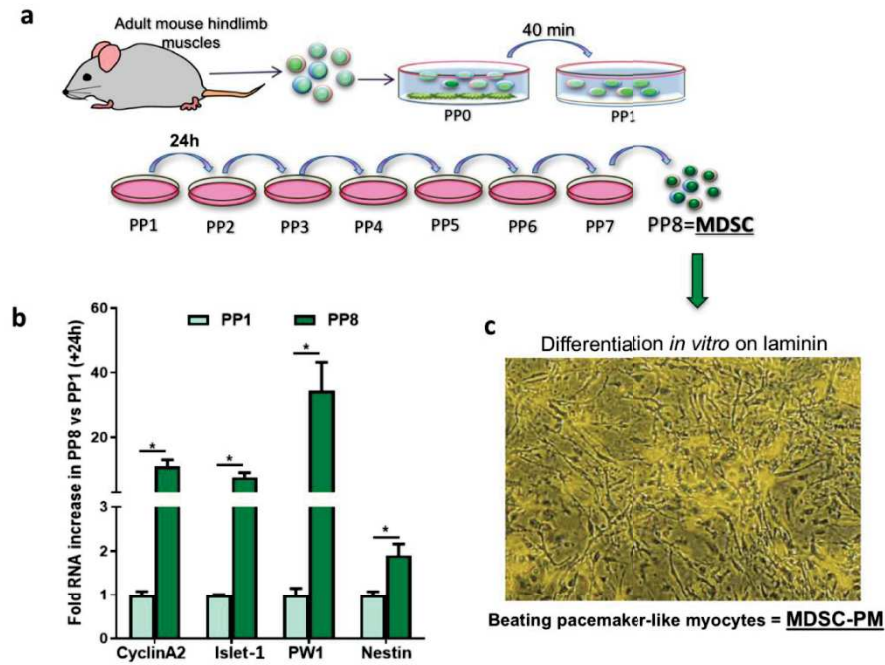 a
Adult mouse hindlimb
muscles
40 min
PP0
PP1
24h
PP1
PP2
PP3
PP4
PP5
PP6
PP7
PP8=MDSC
b
PP1
PP8
Fold RNA increase in PP8 vs PP1 (+24h)
60
40
20
3
2
1
0
*
*
*
*
CyclinA2
Islet-1
PW1
Nestin
c
Differentiation in vitro on laminin
Beating pacemaker-like myocytes = MDSC-PM